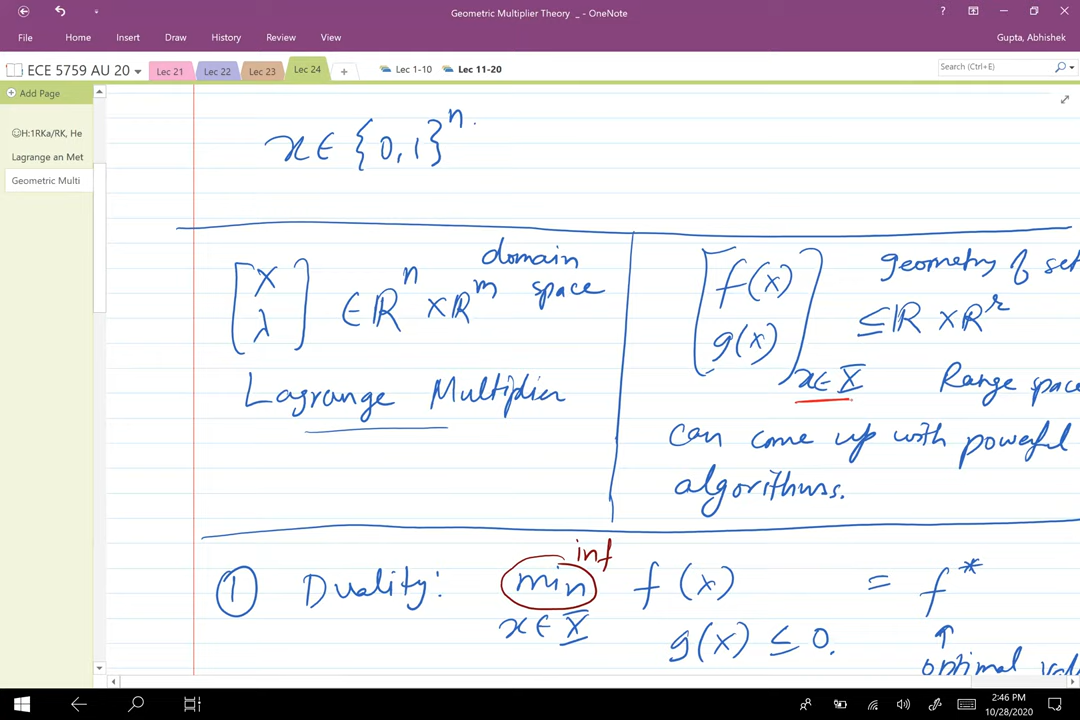 Geometric Multiplier Theory _ - OneNote
File Home Insert Draw History Review View
Gupta, Abhishek
ECE 5759 AU 20
Lec 21 Lec 22 Lec 23 Lec 24
Lec 1-10 Lec 11-20
Search (Ctrl+E)
Add Page
H:1RKa/RK, He
Lagrange an Met
Geometric Multi
x ∈ {0, 1}^n.
[x λ] ∈ ℝ^n × ℝ^m domain space
Lagrange Multiplier
[f(x) g(x)] x ∈ X geometry of set
⊆ ℝ × ℝ^r
Range space
can come up with powerful
algorithms.
① Duality: min inf f(x) = f*
x ∈ X g(x) ≤ 0. ↑
optimal val
2:46 PM
10/28/2020